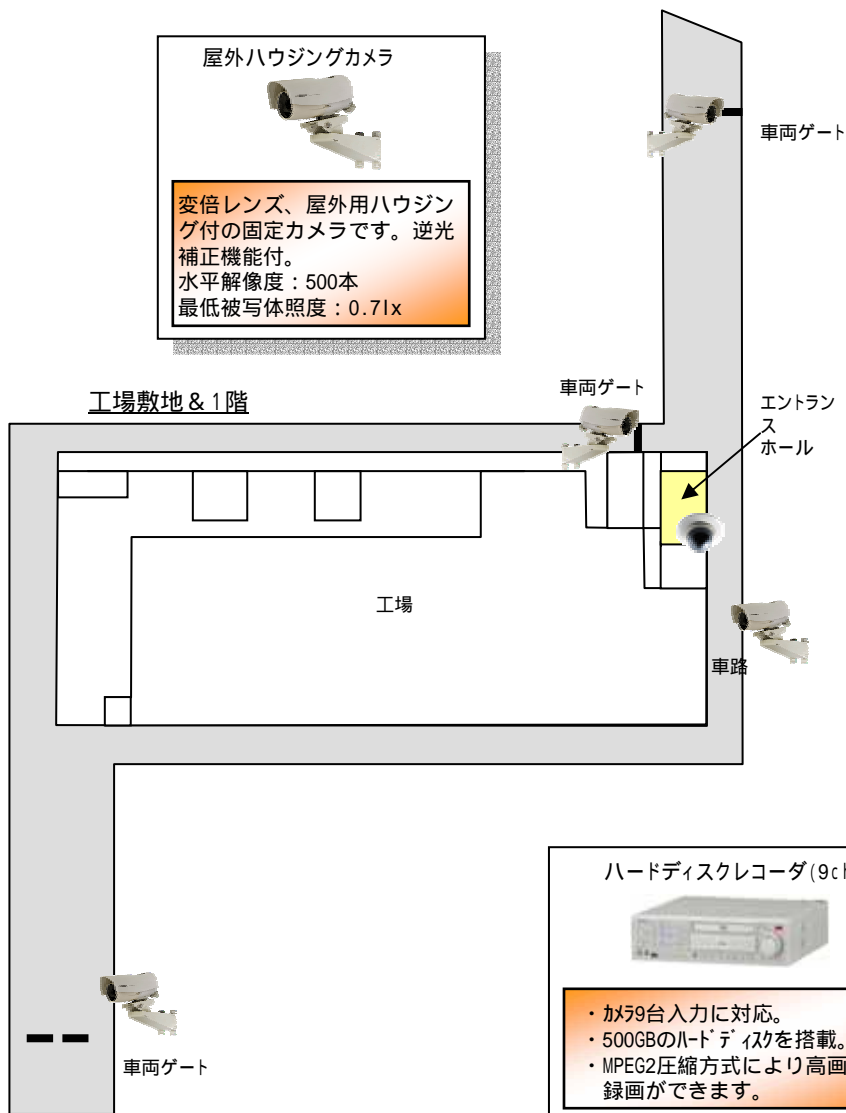 屋外ハウジングカメラ
変倍レンズ、屋外用ハウジン
グ付の固定カメラです。逆光
補正機能付。
水平解像度：500本
最低被写体照度：0.7lx
車両ゲート
工場敷地＆1階
車両ゲート
エントラン
ス
ホール
工場
車路
車両ゲート
ハードディスクレコーダ(9ch
・ｶﾒﾗ9台入力に対応。
・500GBのﾊｰﾄﾞﾃﾞｨｽｸを搭載。
・MPEG2圧縮方式により高画
録画ができます。